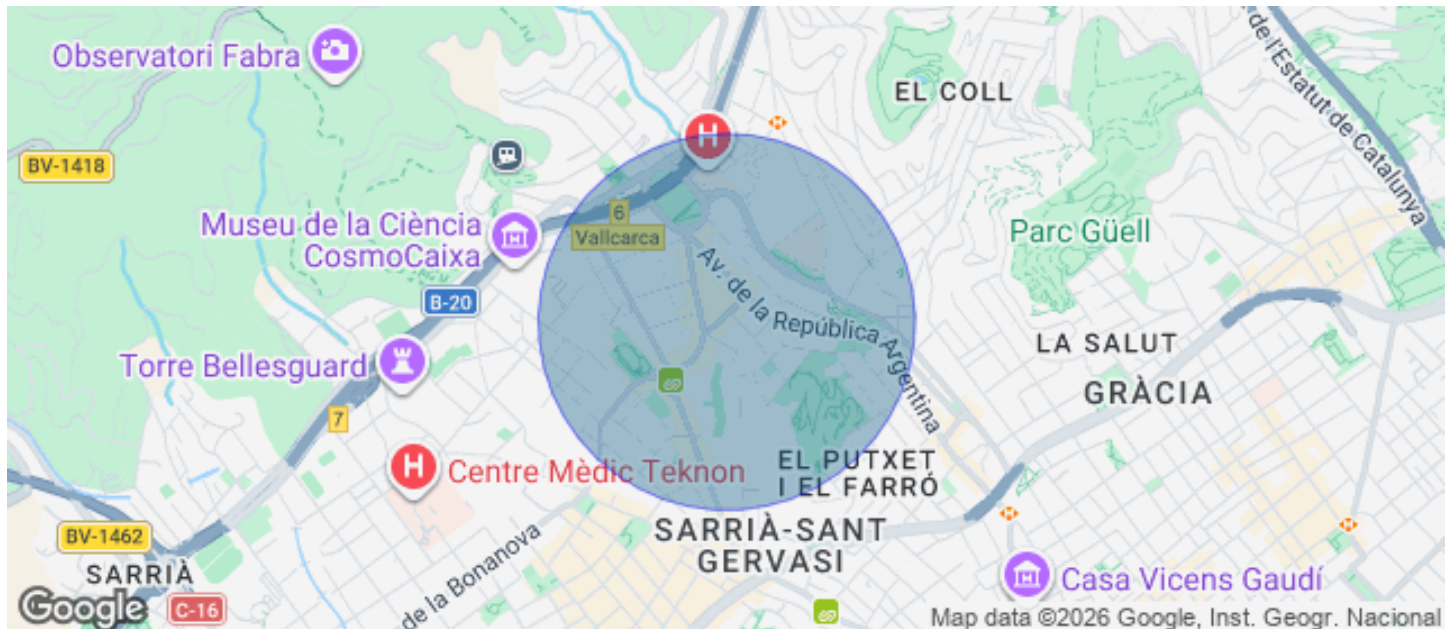 Observatori Fabra
EL COLL
de l'Estatut de Catalunya
BV-1418
H
Museu de la Ciència
CosmoCaixa
6
Vallcarca
Parc Güell
B-20
Av. de la República Argentina
Torre Bellesguard
LA SALUT
GRÀCIA
7
H
Centre Mèdic Teknon
EL PUTXET
I EL FARRÓ
BV-1462
SARRIÀ-SANT
GERVASI
SARRIÀ
de la Bonanova
Casa Vicens Gaudí
Google
C-16
Map data ©2026 Google, Inst. Geogr. Nacional